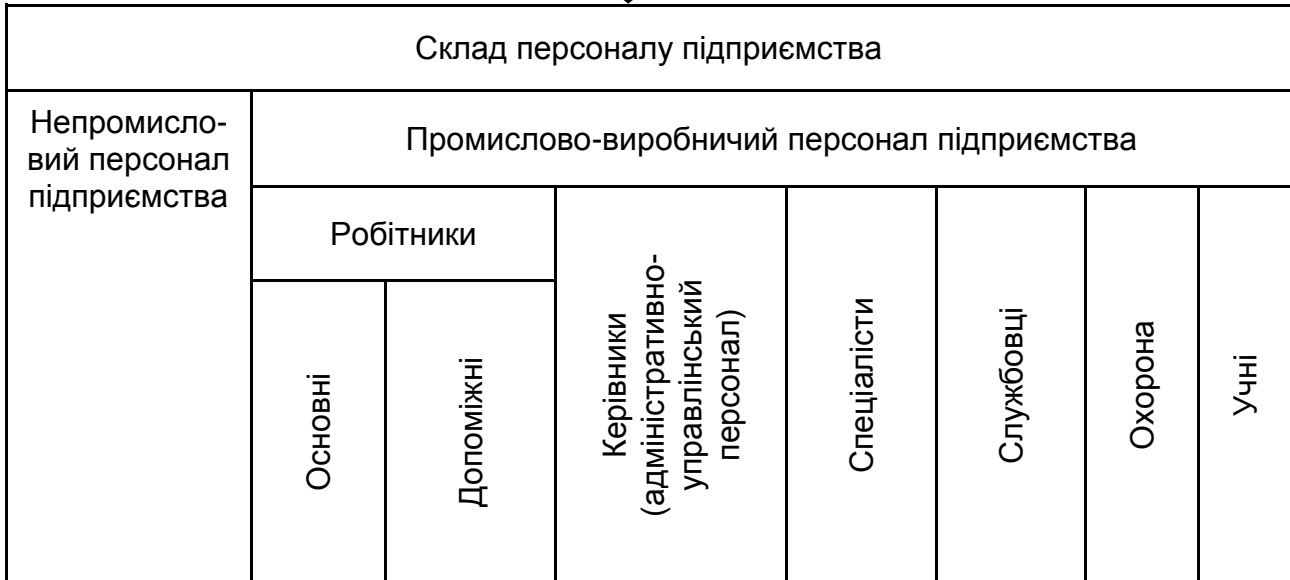 Склад персоналу підприємства
Непромисло-
вий персонал
підприємства
Промислово-виробничий персонал підприємства
Робітники
Основні
Допоміжні
Керівники
(адміністративно-
управлінський
персонал)
Спеціалісти
Службовці
Охорона
Учні